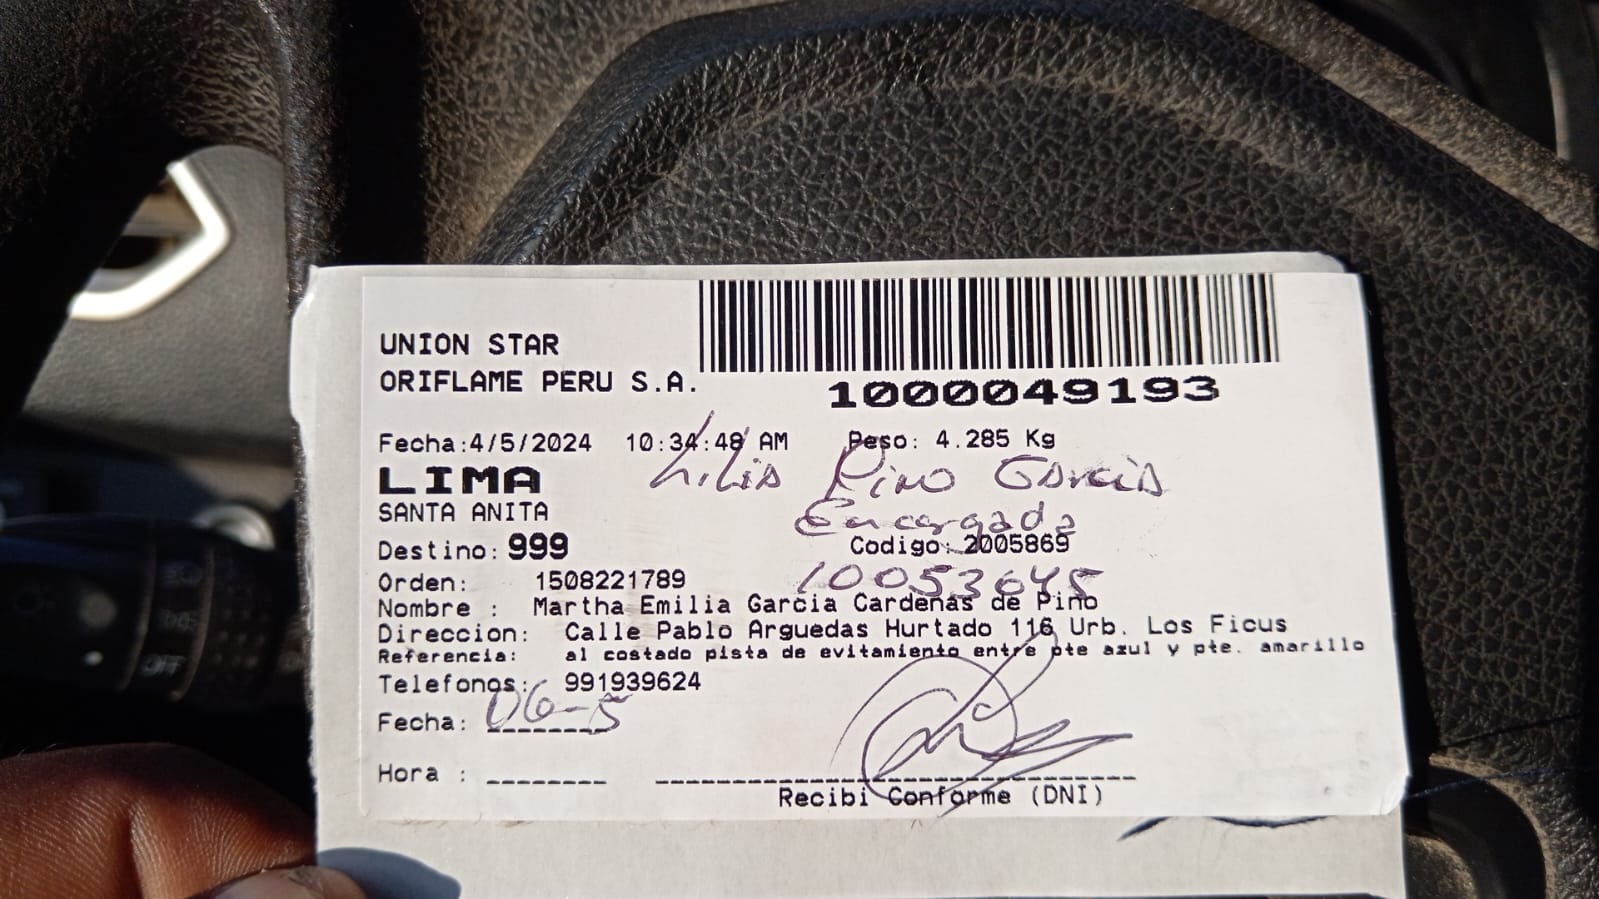 UNION STAR
ORIFLAME PERU S.A.
1000049193
Fecha:4/5/2024 10:34:48 AM Peso: 4.285 Kg
LIMA Lilia Pino Garcia
SANTA ANITA Encargada
Destino: 999 Codigo: 2005869
Orden: 1508221789 10053645
Nombre : Martha Emilia Garcia Cardenas de Pino
Direccion: Calle Pablo Arguedas Hurtado 116 Urb. Los Ficus
Referencia: al costado pista de evitamiento entre pte azul y pte. amarillo
Telefonos: 991939624
Fecha: 06-5
Hora :
Recibi Conforme (DNI)
OFF